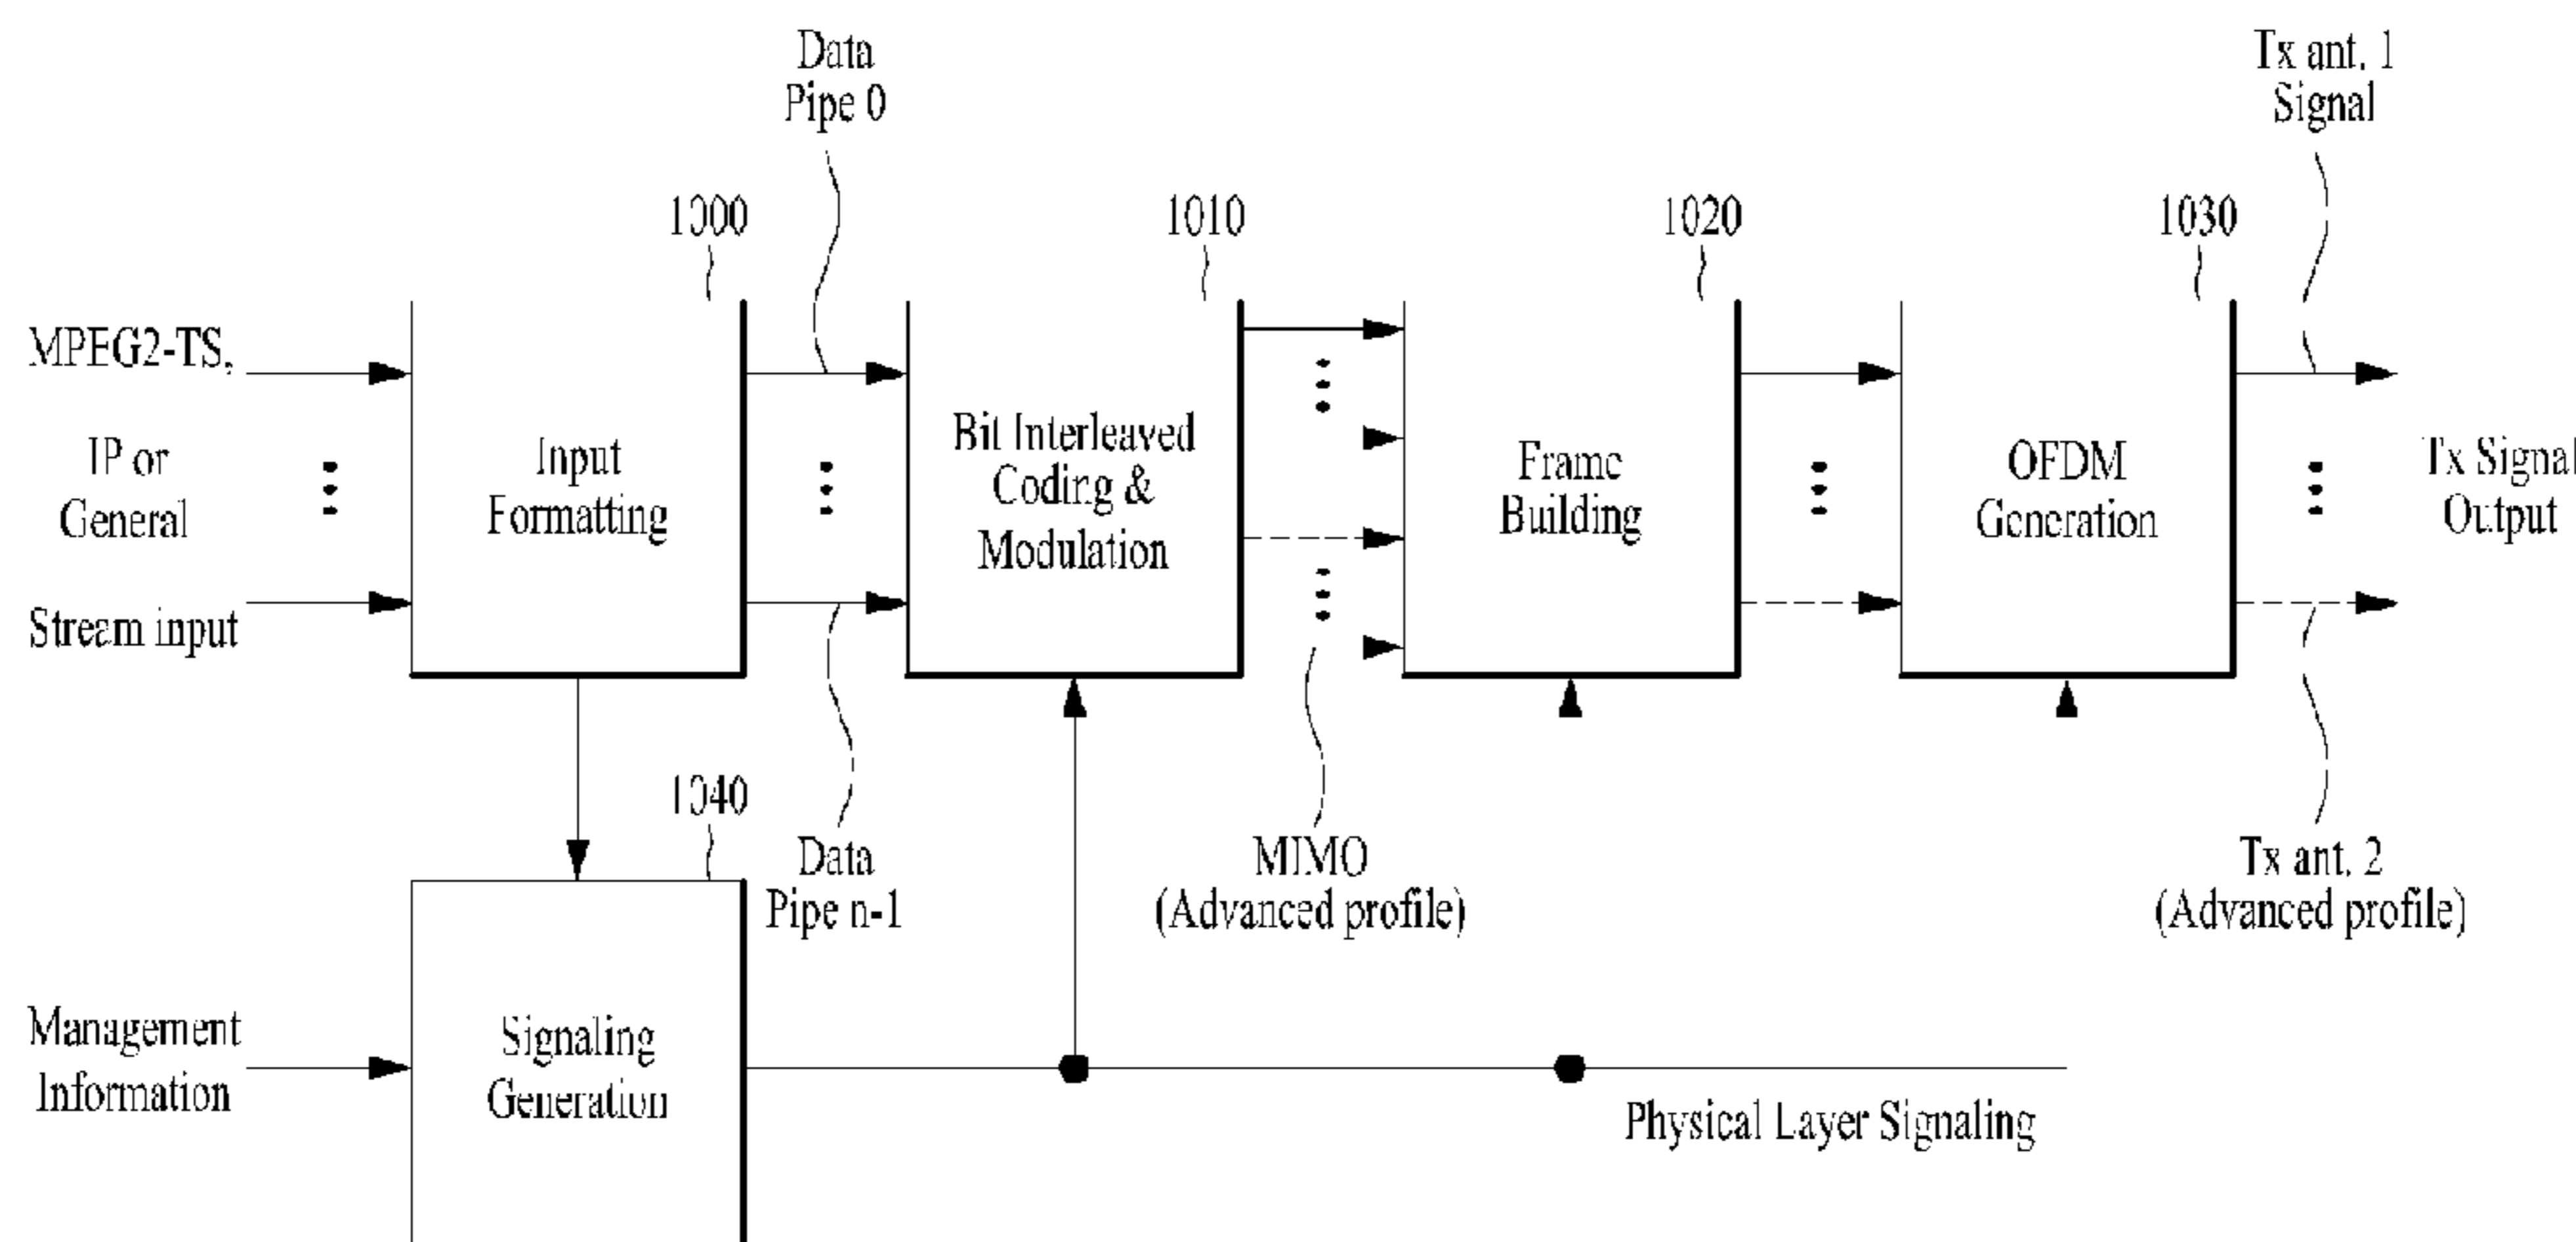 Data
Pipe 0
Tx ant. 1
Signal
1000
1010
1020
1030
MPEG2-TS,
IP or
General
Stream input
Input
Formatting
Bit Interleaved
Coding &
Modulation
Frame
Building
OFDM
Generation
Tx Signal
Output
1040
Data
Pipe n-1
MIMO
(Advanced profile)
Tx ant. 2
(Advanced profile)
Management
Information
Signaling
Generation
Physical Layer Signaling